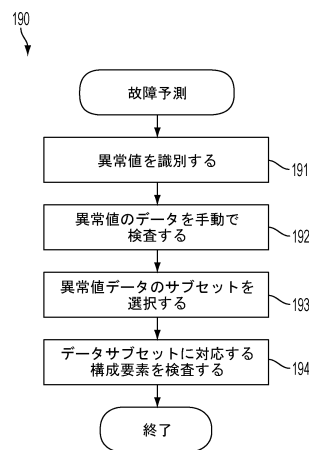 190
故障予測
異常値を識別する
191
異常値のデータを手動で
検査する
192
異常値データのサブセットを
選択する
193
データサブセットに対応する
構成要素を検査する
194
終了